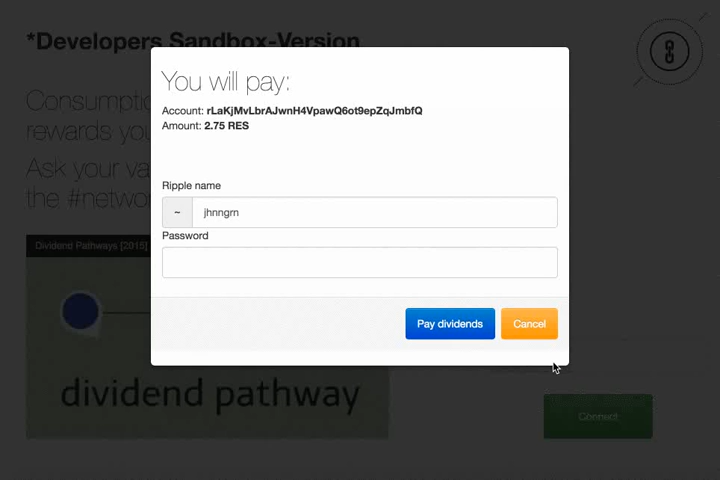 *Developers Sandbox-Version
You will pay:
Account: rLaKjMvLbrAJwnH4VpawQ6ot9epZqJmbfQ
Amount: 2.75 RES
Consumptio
rewards you
Ask your va
the #netwo
Ripple name
~ jhnngrn
Password
Dividend Pathways [2015]
Pay dividends Cancel
dividend pathway
Connect